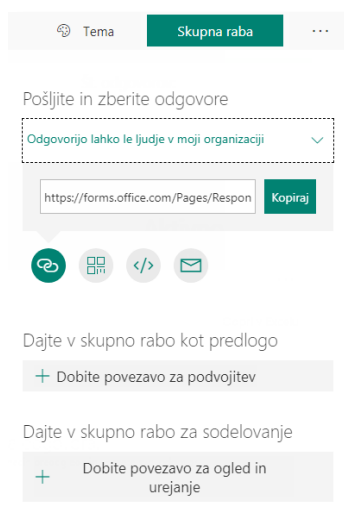 Tema
Skupna raba
...
Pošljite in zberite odgovore
Odgovorijo lahko le ljudje v moji organizaciji
https://forms.office.com/Pages/Respon
Kopiraj
</>
Dajte v skupno rabo kot predlogo
+ Dobite povezavo za podvojitev
Dajte v skupno rabo za sodelovanje
+ Dobite povezavo za ogled in
urejanje